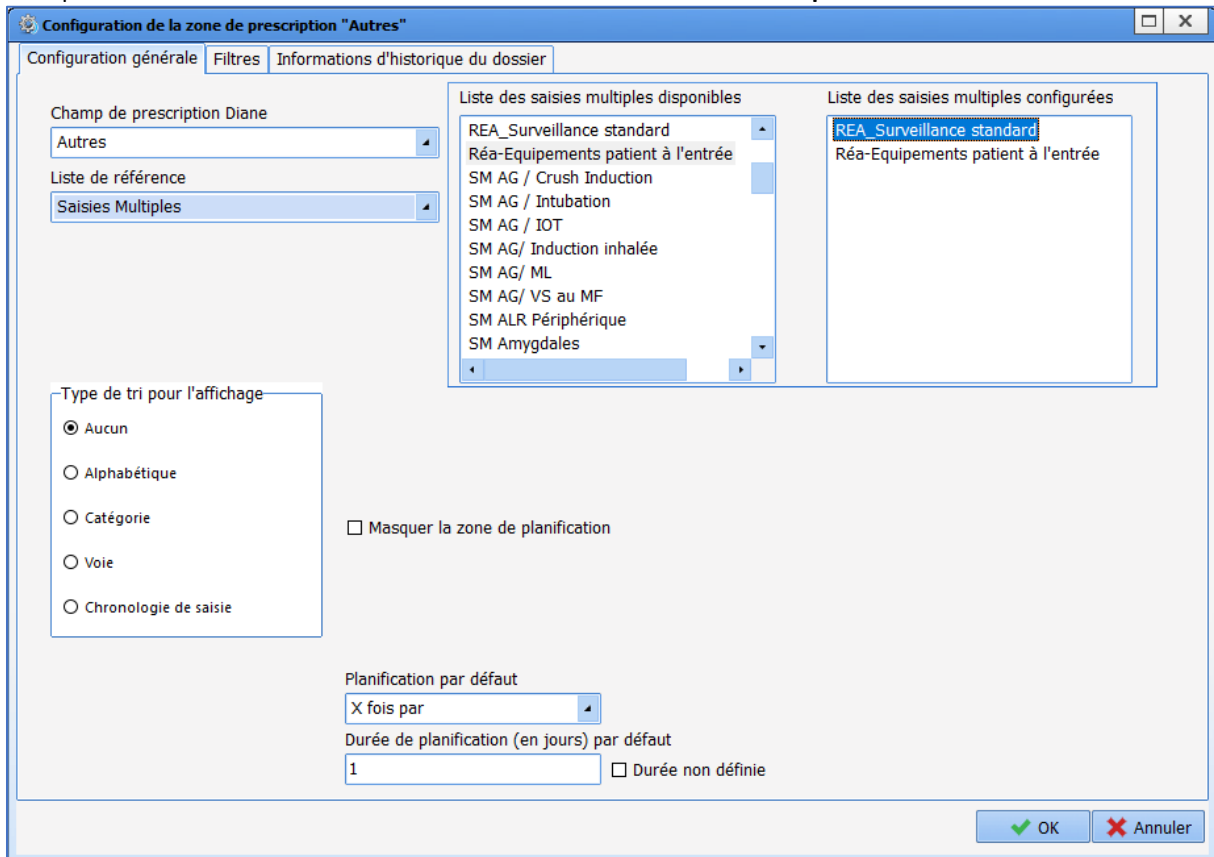 Configuration de la zone de prescription "Autres"
Configuration générale
Filtres
Informations d'historique du dossier
Champ de prescription Diane
Autres
Liste de référence
Saisies Multiples
Liste des saisies multiples disponibles
REA_Surveillance standard
Réa-Equipements patient à l'entrée
SM AG / Crush Induction
SM AG / Intubation
SM AG / IOT
SM AG/ Induction inhalée
SM AG/ ML
SM AG/ VS au MF
SM ALR Périphérique
SM Amygdales
Liste des saisies multiples configurées
REA_Surveillance standard
Réa-Equipements patient à l'entrée
Type de tri pour l'affichage
Aucun
Alphabétique
Catégorie
Voie
Chronologie de saisie
Masquer la zone de planification
Planification par défaut
X fois par
Durée de planification (en jours) par défaut
1
Durée non définie
OK
Annuler